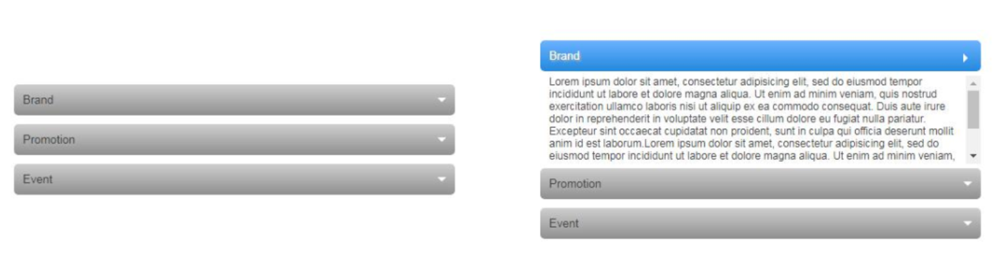 Brand
Promotion
Event
Brand
Lorem ipsum dolor sit amet, consectetur adipisicing elit, sed do eiusmod tempor
incididunt ut labore et dolore magna aliqua. Ut enim ad minim veniam, quis nostrud
exercitation ullamco laboris nisi ut aliquip ex ea commodo consequat. Duis aute irure
dolor in reprehenderit in voluptate velit esse cillum dolore eu fugiat nulla pariatur.
Excepteur sint occaecat cupidatat non proident, sunt in culpa qui officia deserunt mollit
anim id est laborum.Lorem ipsum dolor sit amet, consectetur adipisicing elit, sed do
eiusmod tempor incididunt ut labore et dolore magna aliqua. Ut enim ad minim veniam,
Promotion
Event